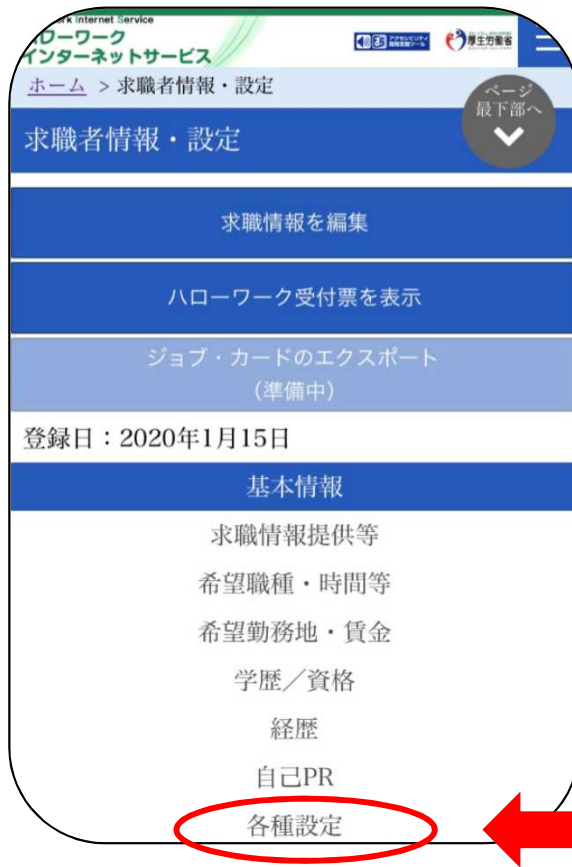 Internet Service
ローワーク
インターネットサービス
厚生労働省
ホーム > 求職者情報・設定
ページ
最下部へ
求職者情報・設定
求職情報を編集
ハローワーク受付票を表示
ジョブ・カードのエクスポート
（準備中）
登録日：2020年1月15日
基本情報
求職情報提供等
希望職種・時間等
希望勤務地・賃金
学歴／資格
経歴
自己PR
各種設定